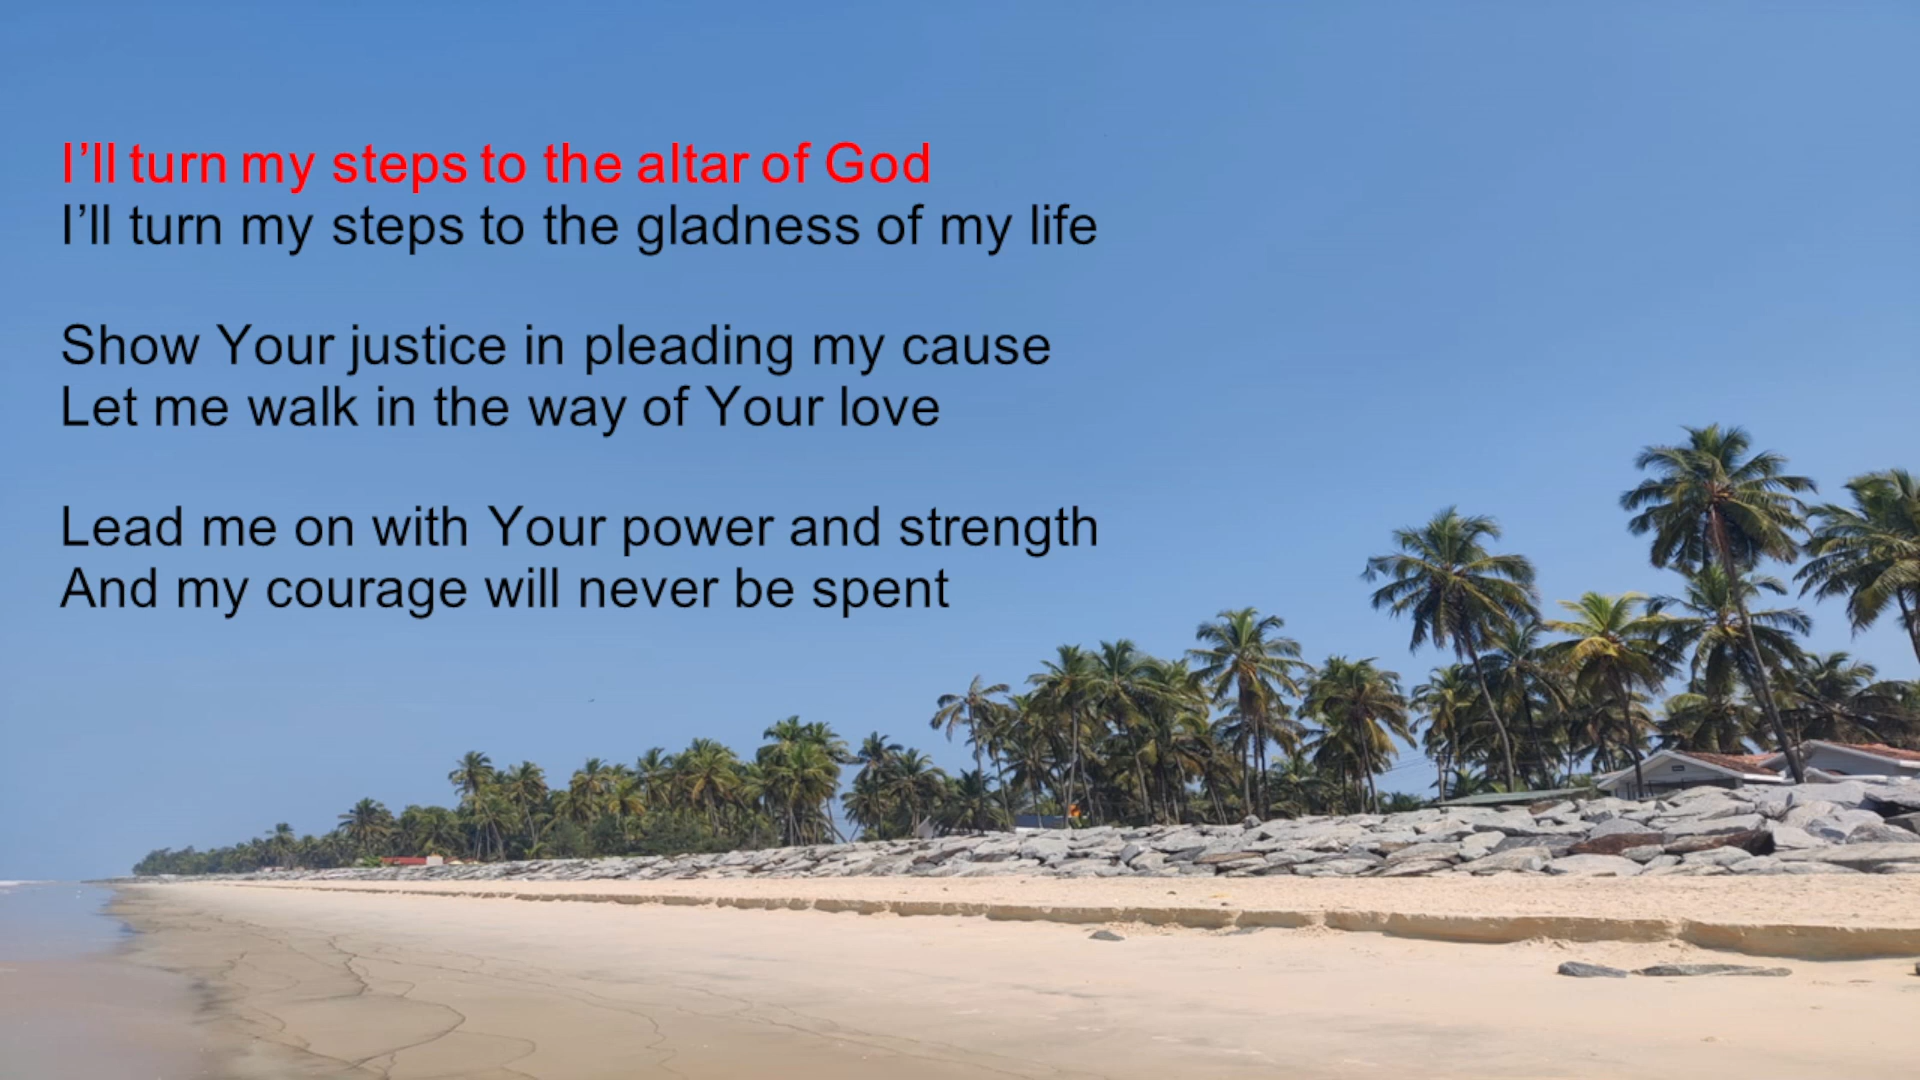 I’ll turn my steps to the altar of God
I’ll turn my steps to the gladness of my life
Show Your justice in pleading my cause
Let me walk in the way of Your love
Lead me on with Your power and strength
And my courage will never be spent